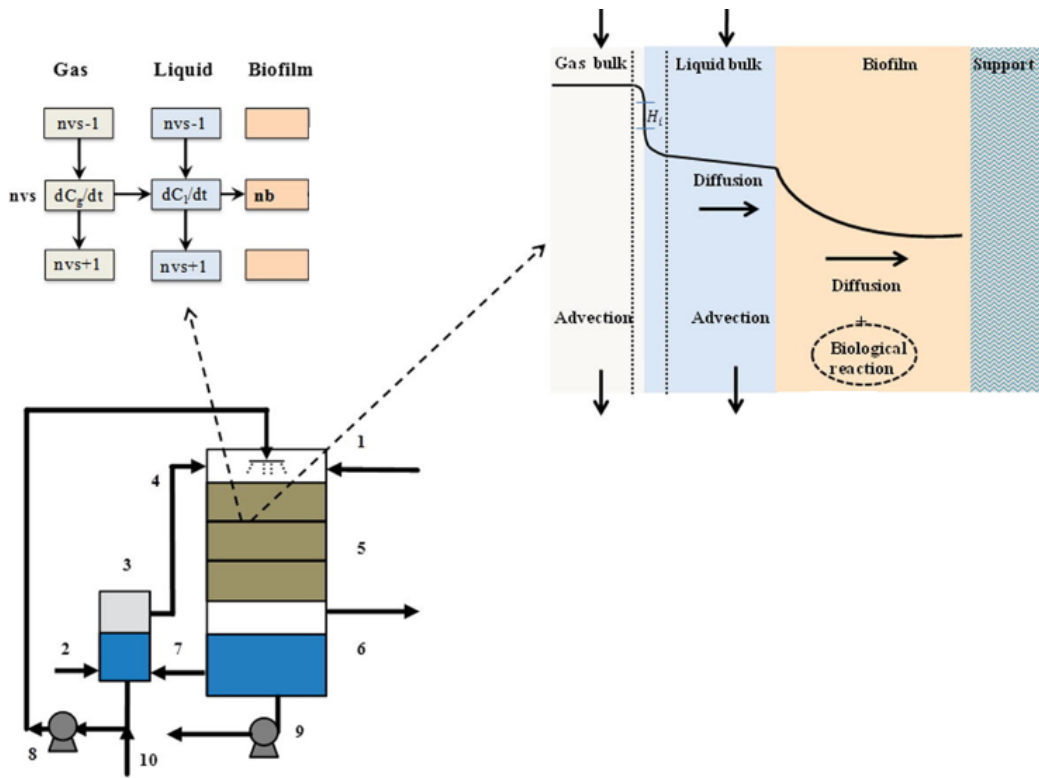 Gas Liquid Biofilm
nvs-1 nvs-1
nvs dCg/dt dCl/dt nb
nvs+1 nvs+1
Gas bulk Liquid bulk Biofilm Support
Hi
Diffusion
Diffusion
+
Advection Advection
Biological
reaction
1
4
5
3
2
7
6
8
9
10